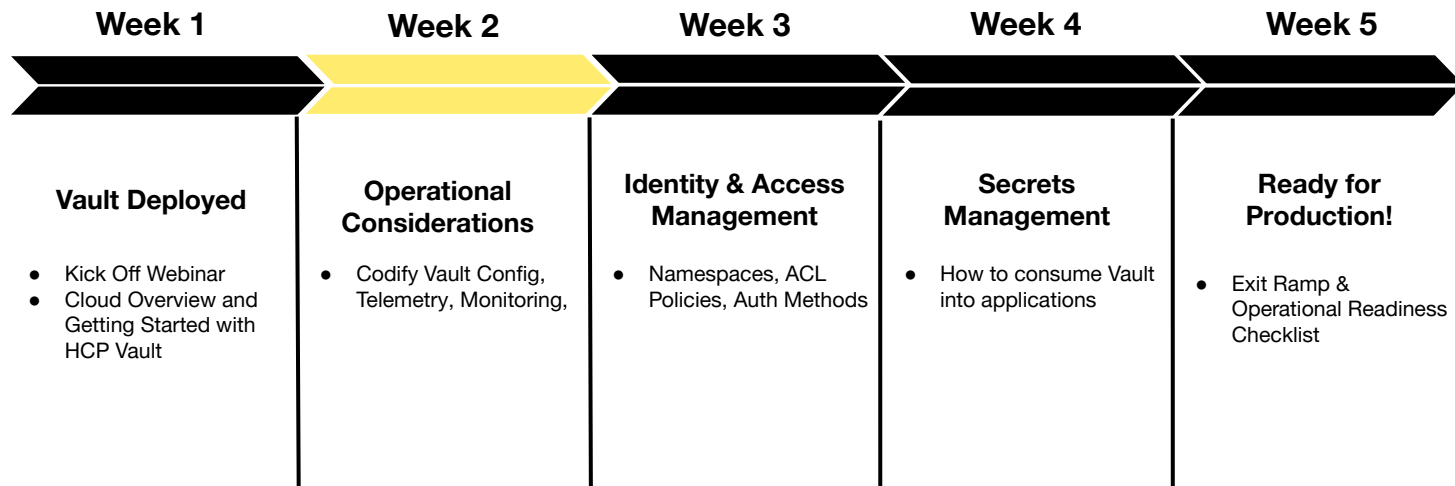 Week 1
Week 2
Week 3
Week 4
Week 5
Vault Deployed
● Kick Off Webinar
● Cloud Overview and
Getting Started with
HCP Vault
Operational
Considerations
● Codify Vault Config,
Telemetry, Monitoring,
Identity & Access
Management
● Namespaces, ACL
Policies, Auth Methods
Secrets
Management
● How to consume Vault
into applications
Ready for
Production!
● Exit Ramp &
Operational Readiness
Checklist